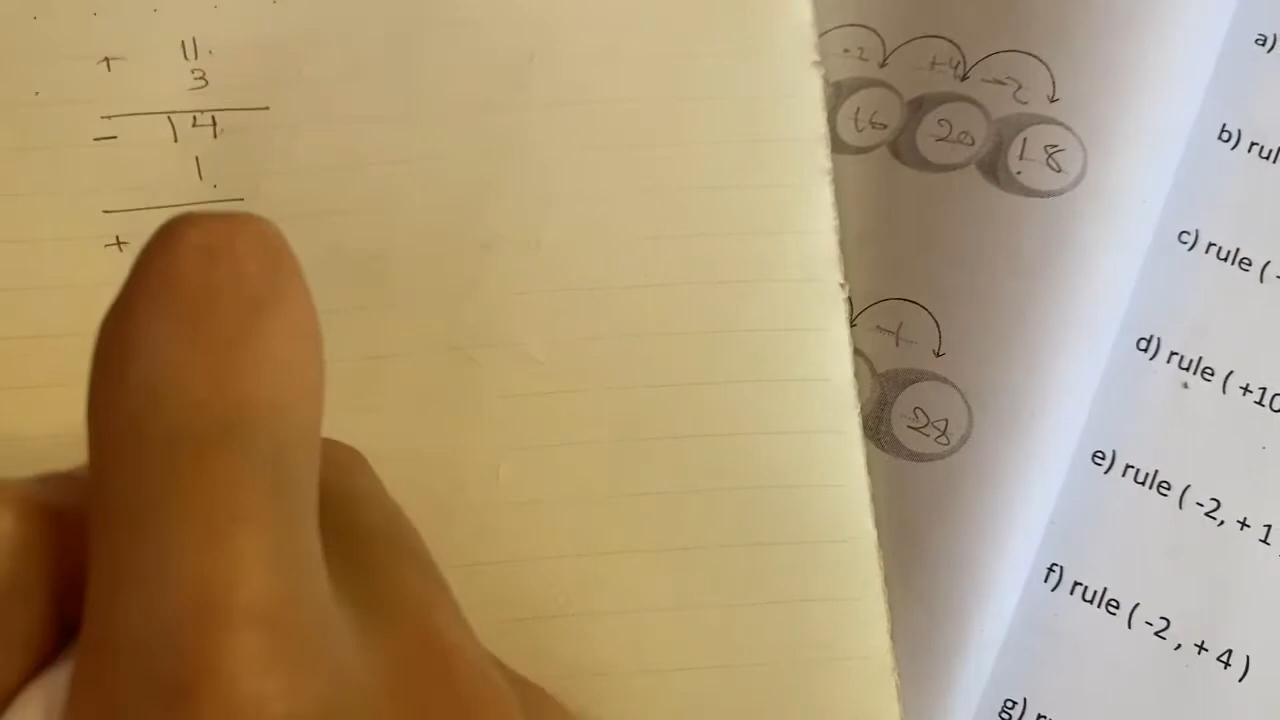 + 11.
3
- 14
1.
+
-2 +4 -2
16 20 18
+
28
a)
b) rul
c) rule ( -
d) rule ( +10
e) rule ( -2, + 1
f) rule ( -2 , + 4 )
g) r